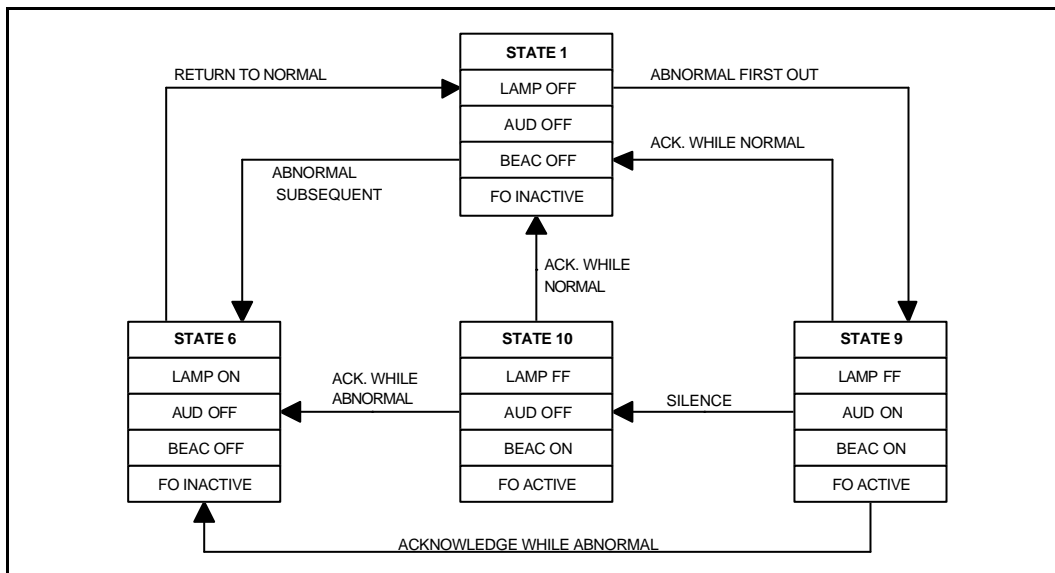 STATE 1
LAMP OFF
AUD OFF
BEAC OFF
FO INACTIVE
RETURN TO NORMAL
ABNORMAL FIRST OUT
ABNORMAL
SUBSEQUENT
ACK. WHILE NORMAL
ACK. WHILE
NORMAL
STATE 6
LAMP ON
AUD OFF
BEAC OFF
FO INACTIVE
ACK. WHILE
ABNORMAL
STATE 10
LAMP FF
AUD OFF
BEAC ON
FO ACTIVE
SILENCE
STATE 9
LAMP FF
AUD ON
BEAC ON
FO ACTIVE
ACKNOWLEDGE WHILE ABNORMAL